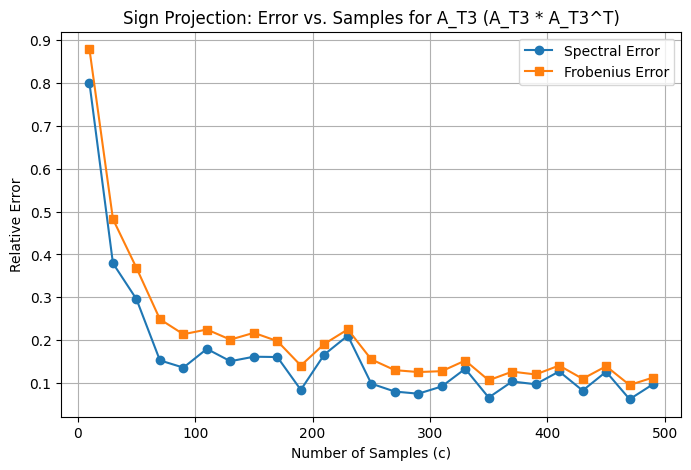 Sign Projection: Error vs. Samples for A_T3 (A_T3 * A_T3^T)
Spectral Error
Frobenius Error
Relative Error
0.9
0.8
0.7
0.6
0.5
0.4
0.3
0.2
0.1
0 100 200 300 400 500
Number of Samples (c)